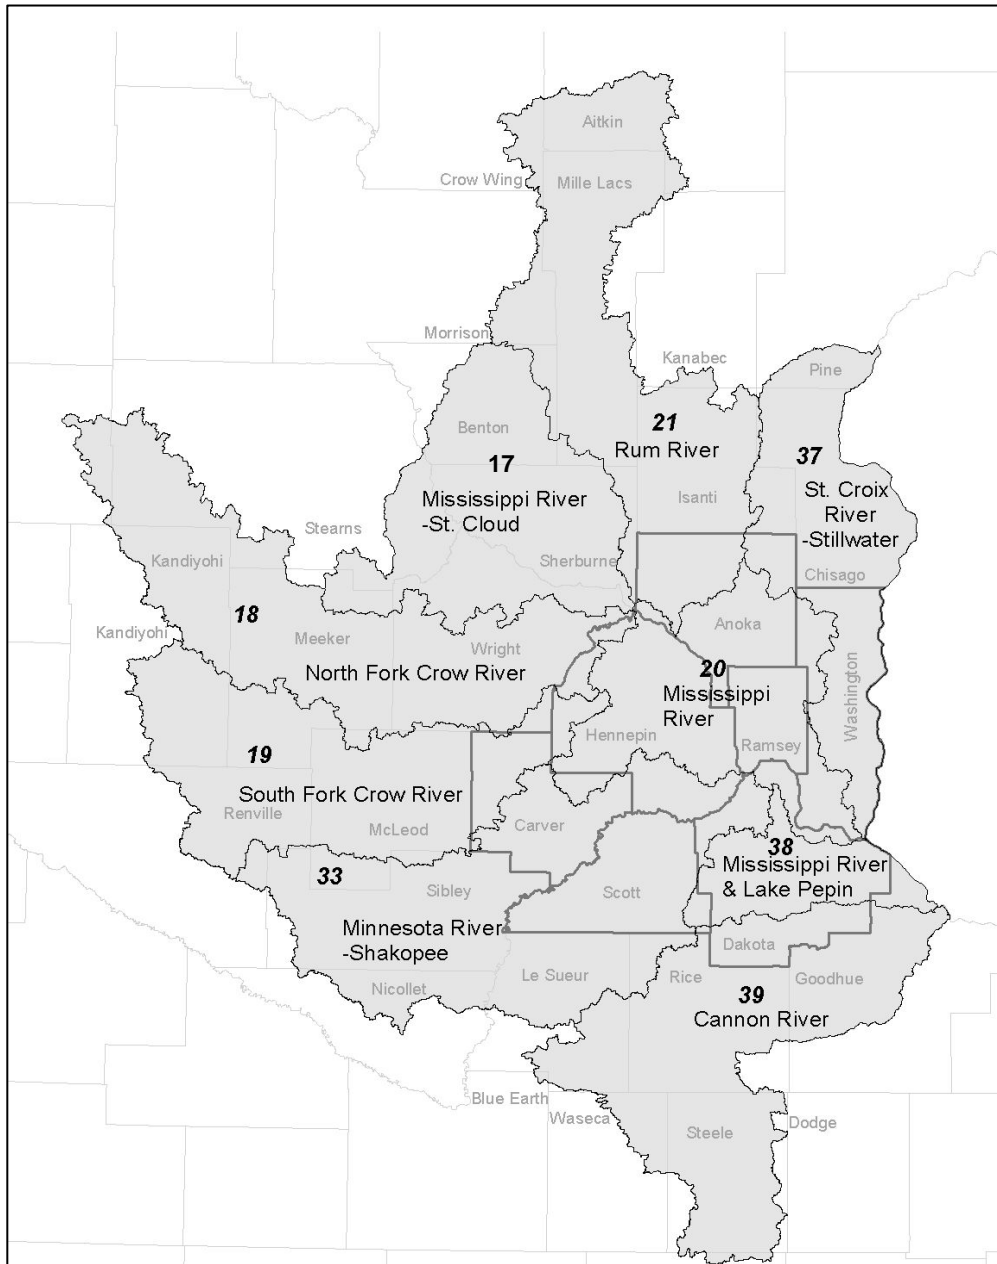 Aitkin
Crow Wing
Mille Lacs
Morrison
Kanabec
Pine
Benton
21
Rum River
17
37
Mississippi River
-St. Cloud
Isanti
St. Croix
River
-Stillwater
Stearns
Kandiyohi
Sherburne
Chisago
18
Kandiyohi
Meeker
Wright
Anoka
North Fork Crow River
20
Mississippi
River
Washington
Hennepin
Ramsey
19
South Fork Crow River
Renville
McLeod
Carver
38
Mississippi River
& Lake Pepin
33
Sibley
Scott
Minnesota River
-Shakopee
Dakota
Nicollet
Le Sueur
Rice
Goodhue
39
Cannon River
Blue Earth
Waseca
Steele
Dodge